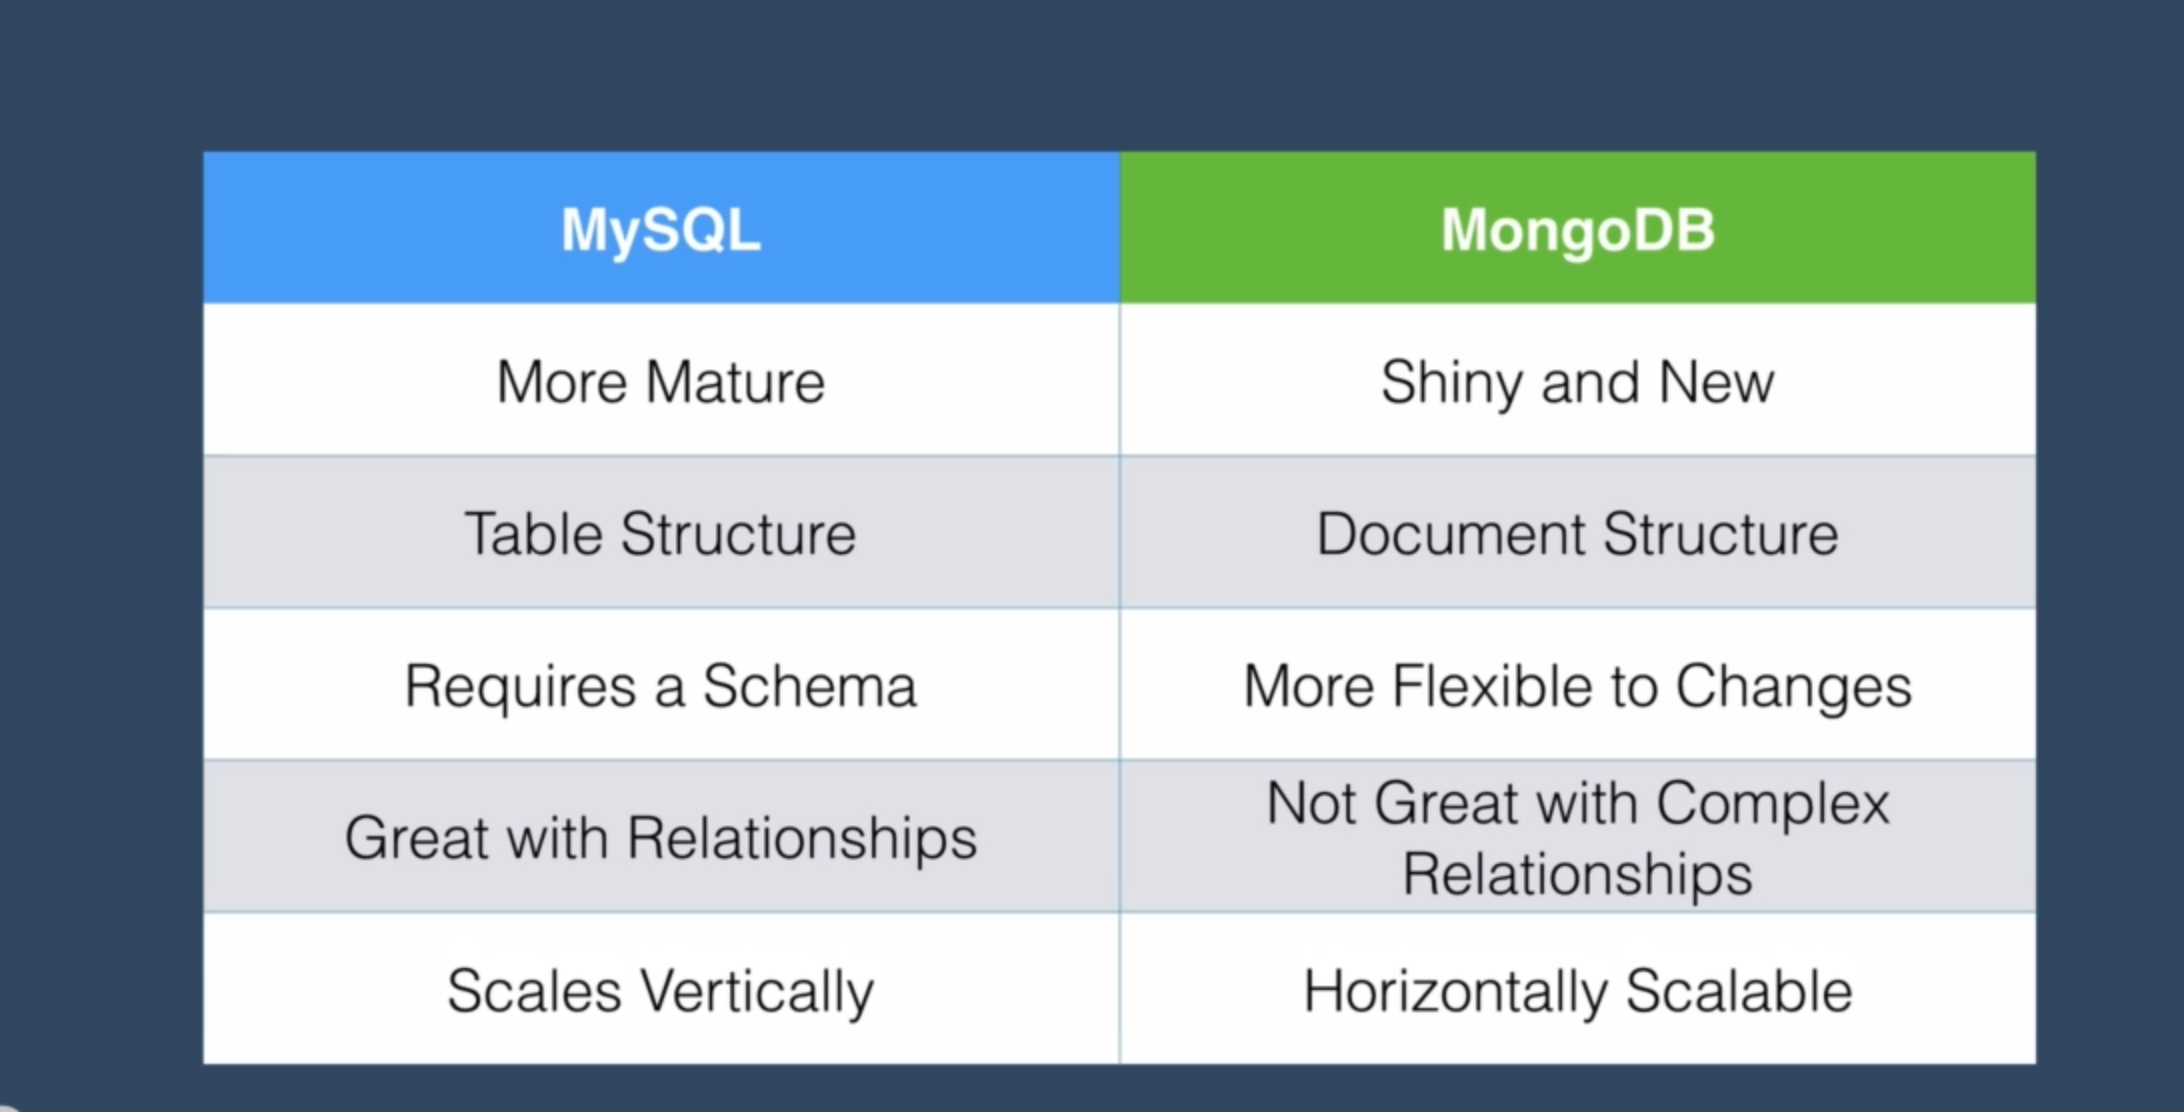 MySQL
MongoDB
More Mature
Shiny and New
Table Structure
Document Structure
Requires a Schema
More Flexible to Changes
Great with Relationships
Not Great with Complex
Relationships
Scales Vertically
Horizontally Scalable